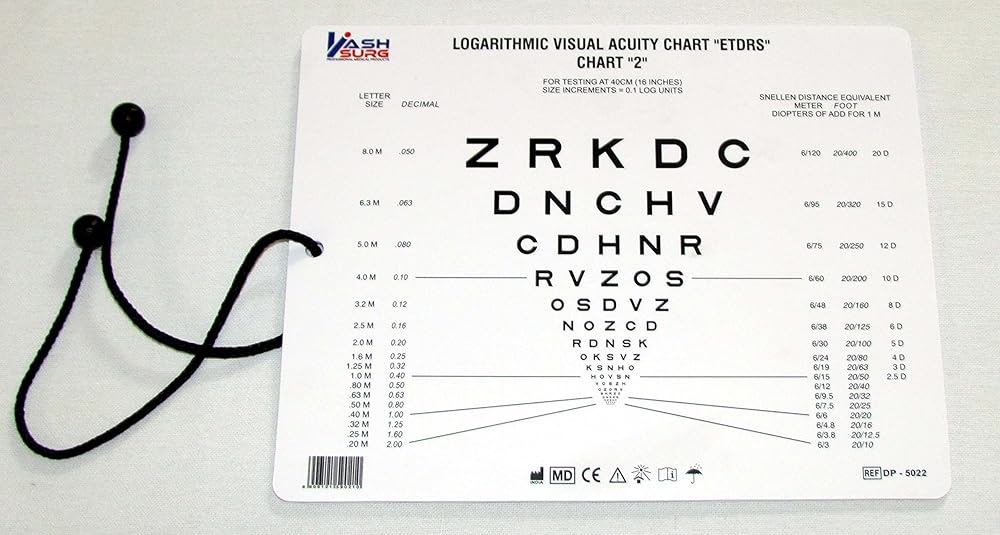 VASH
SURG
PROFESSIONAL MEDICAL PRODUCTS
LOGARITHMIC VISUAL ACUITY CHART "ETDRS"
CHART "2"
FOR TESTING AT 40CM (16 INCHES)
SIZE INCREMENTS = 0.1 LOG UNITS
LETTER SIZE DECIMAL
SNELLEN DISTANCE EQUIVALENT
METER FOOT
DIOPTERS OF ADD FOR 1 M
8.0 M .050 Z R K D C 6/120 20/400 20 D
6.3 M .063 D N C H V 6/95 20/320 15 D
5.0 M .080 C D H N R 6/75 20/250 12 D
4.0 M 0.10 R V Z O S 6/60 20/200 10 D
3.2 M 0.12 O S D V Z 6/48 20/160 8 D
2.5 M 0.16 N O Z C D 6/38 20/125 6 D
2.0 M 0.20 R D N S K 6/30 20/100 5 D
1.6 M 0.25 O K S V Z 6/24 20/80 4 D
1.25 M 0.32 K S N H O 6/19 20/63 3 D
1.0 M 0.40 H O V S N 6/15 20/50 2.5 D
.80 M 0.50 6/12 20/40
.63 M 0.63 6/9.5 20/32
.50 M 0.80 6/7.5 20/25
.40 M 1.00 6/6 20/20
.32 M 1.25 6/4.8 20/16
.25 M 1.60 6/3.8 20/12.5
.20 M 2.00 6/3 20/10
INDIA MD CE REF DP - 5022